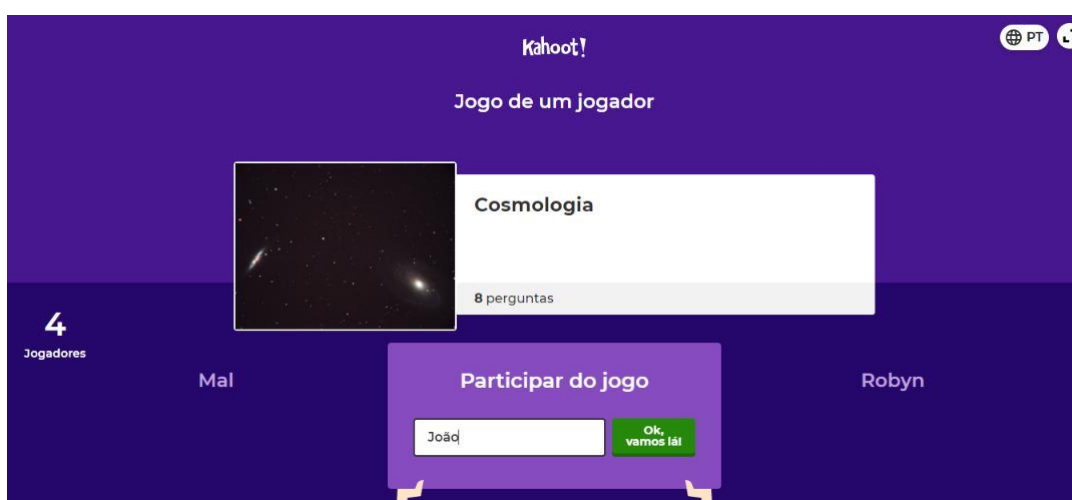 Kahoot!
PT
Jogo de um jogador
Cosmologia
8 perguntas
4
Jogadores
Mal
Participar do jogo
Robyn
João
Ok,
vamos lá!